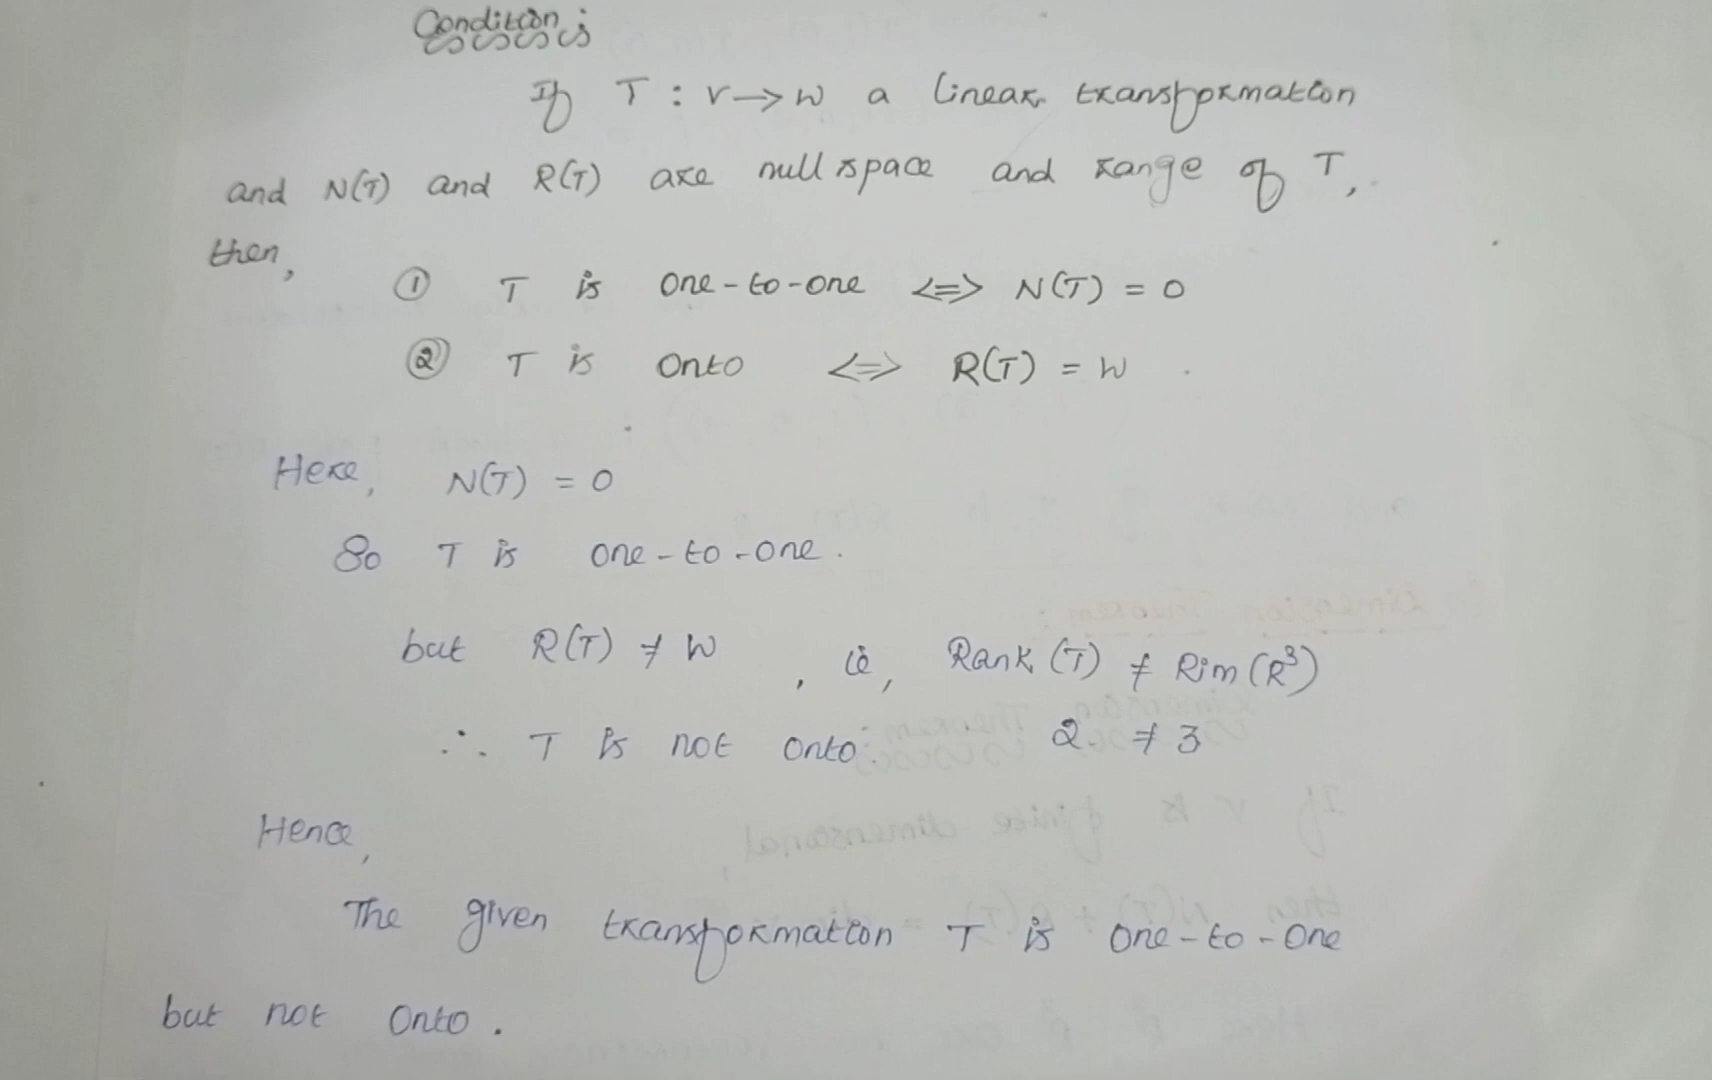 Condition ;
If T : V → W a linear transformation
and N(T) and R(T) are null space and range of T,
then,
① T is one-to-one <=> N(T) = 0
② T is onto <=> R(T) = W .
Here, N(T) = 0
So T is one-to-one .
but R(T) ≠ W , ie, Rank (T) ≠ Rim (R³)
∴ T is not onto. 2 ≠ 3
Hence,
The given transformation T is one-to-one
but not onto .